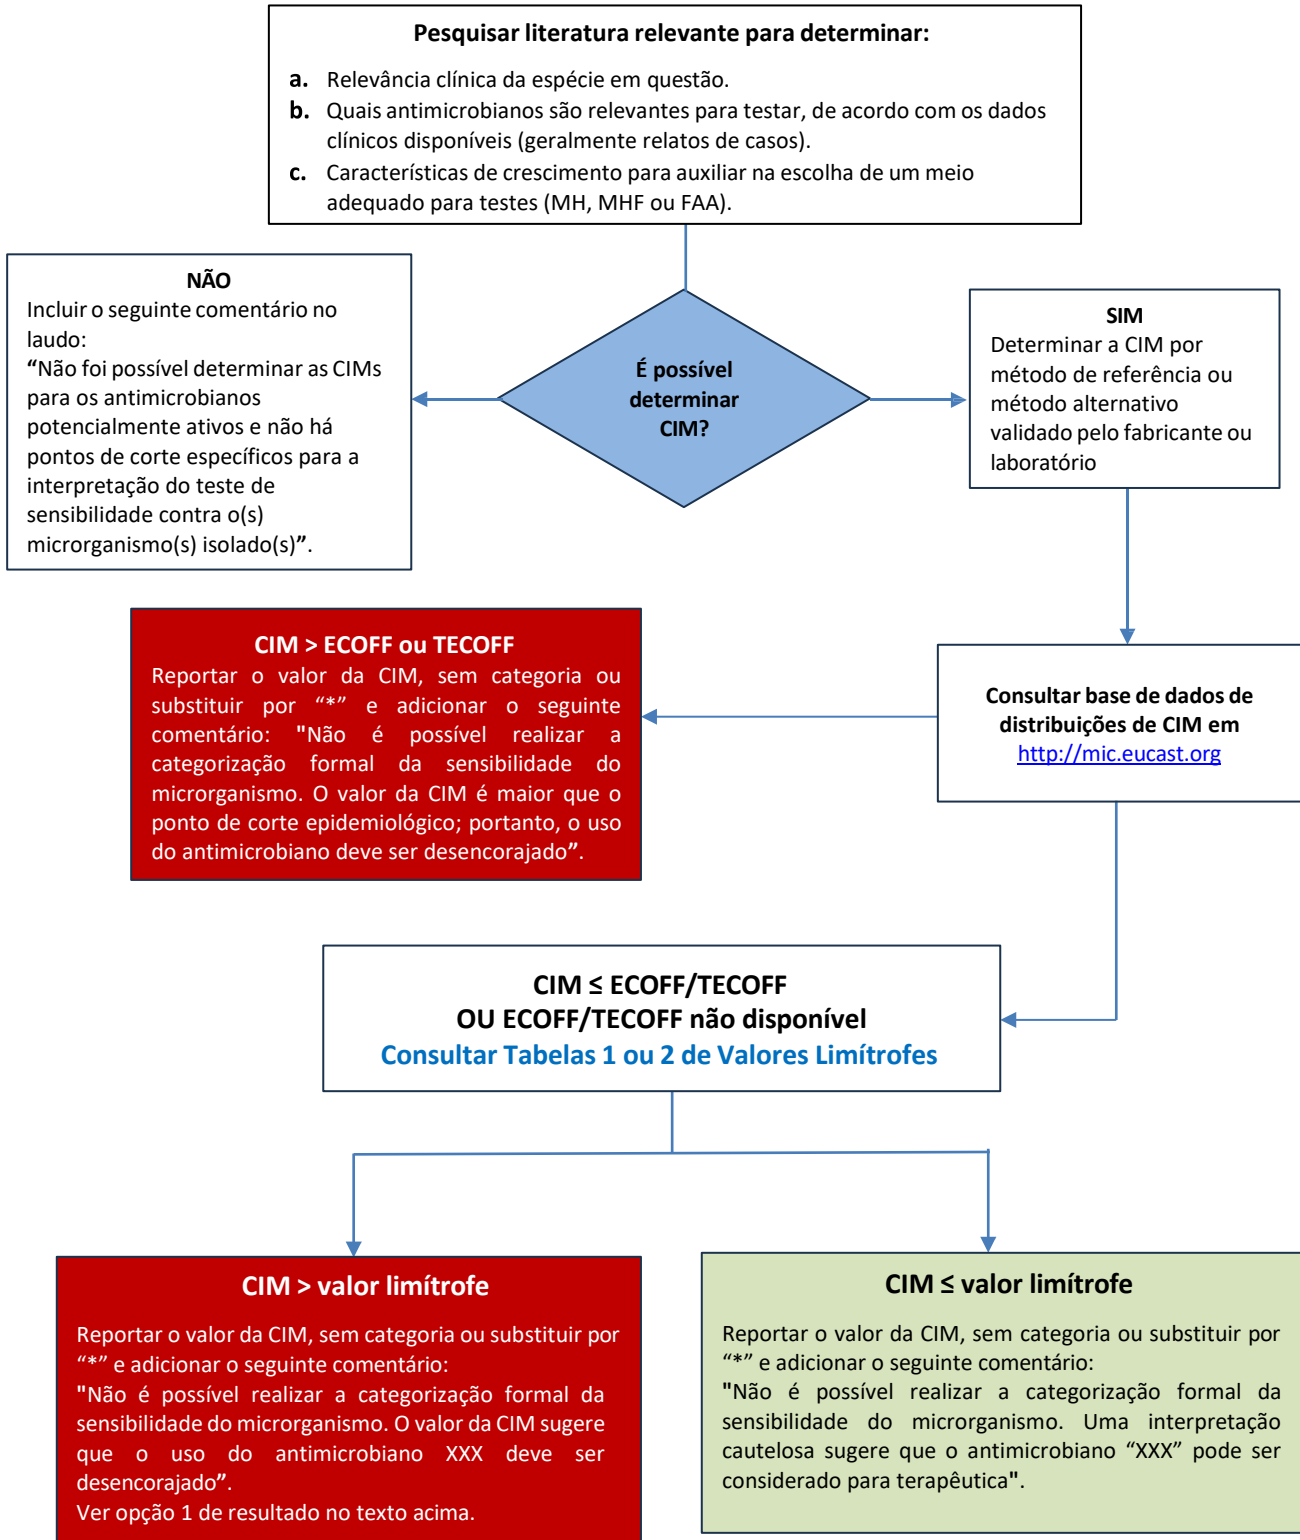 Pesquisar literatura relevante para determinar:
a. Relevância clínica da espécie em questão.
b. Quais antimicrobianos são relevantes para testar, de acordo com os dados
clínicos disponíveis (geralmente relatos de casos).
c. Características de crescimento para auxiliar na escolha de um meio
adequado para testes (MH, MHF ou FAA).
NÃO
Incluir o seguinte comentário no
laudo:
“Não foi possível determinar as CIMs
para os antimicrobianos
potencialmente ativos e não há
pontos de corte específicos para a
interpretação do teste de
sensibilidade contra o(s)
microrganismo(s) isolado(s)”.
É possível
determinar
CIM?
SIM
Determinar a CIM por
método de referência ou
método alternativo
validado pelo fabricante ou
laboratório
CIM > ECOFF ou TECOFF
Reportar o valor da CIM, sem categoria ou
substituir por “*” e adicionar o seguinte
comentário: "Não é possível realizar a
categorização formal da sensibilidade do
microrganismo. O valor da CIM é maior que o
ponto de corte epidemiológico; portanto, o uso
do antimicrobiano deve ser desencorajado”.
Consultar base de dados de
distribuições de CIM em
http://mic.eucast.org
CIM ≤ ECOFF/TECOFF
OU ECOFF/TECOFF não disponível
Consultar Tabelas 1 ou 2 de Valores Limítrofes
CIM > valor limítrofe
Reportar o valor da CIM, sem categoria ou substituir por
“*” e adicionar o seguinte comentário:
"Não é possível realizar a categorização formal da
sensibilidade do microrganismo. O valor da CIM sugere
que o uso do antimicrobiano XXX deve ser
desencorajado”.
Ver opção 1 de resultado no texto acima.
CIM ≤ valor limítrofe
Reportar o valor da CIM, sem categoria ou substituir por
“*” e adicionar o seguinte comentário:
"Não é possível realizar a categorização formal da
sensibilidade do microrganismo. Uma interpretação
cautelosa sugere que o antimicrobiano “XXX” pode ser
considerado para terapêutica".